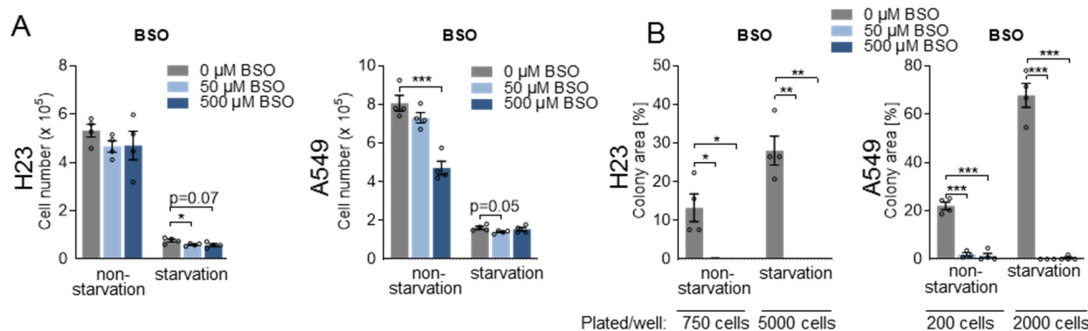 A
BSO
0 µM BSO
50 µM BSO
500 µM BSO
H23
Cell number (x 10⁵)
8
6
4
2
0
p=0.07
*
non-
starvation
starvation
BSO
0 µM BSO
50 µM BSO
500 µM BSO
A549
Cell number (x 10⁵)
10
8
6
4
2
0
***
p=0.05
non-
starvation
starvation
B
BSO
0 µM BSO
50 µM BSO
500 µM BSO
H23
Colony area [%]
50
40
30
20
10
0
*
*
**
**
non-
starvation
starvation
BSO
A549
Colony area [%]
80
60
40
20
0
***
***
***
***
non-
starvation
starvation
Plated/well:
750 cells
5000 cells
200 cells
2000 cells